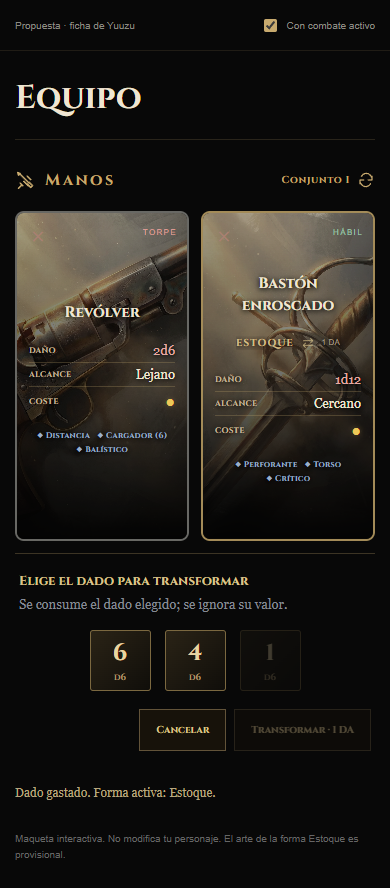 Propuesta · ficha de Yuuzu
Con combate activo
Equipo
Manos
Conjunto 1
TORPE
Revólver
DAÑO 2d6
ALCANCE Lejano
COSTE
Distancia Cargador (6)
Balístico
HÁBIL
Bastón
enroscado
ESTOQUE 1 DA
DAÑO 1d12
ALCANCE Cercano
COSTE
Perforante Torso
Crítico
Elige el dado para transformar
Se consume el dado elegido; se ignora su valor.
6 4 1
D6 D6 D6
Cancelar
Transformar · 1 DA
Dado gastado. Forma activa: Estoque.
Maqueta interactiva. No modifica tu personaje. El arte de la forma Estoque es
provisional.